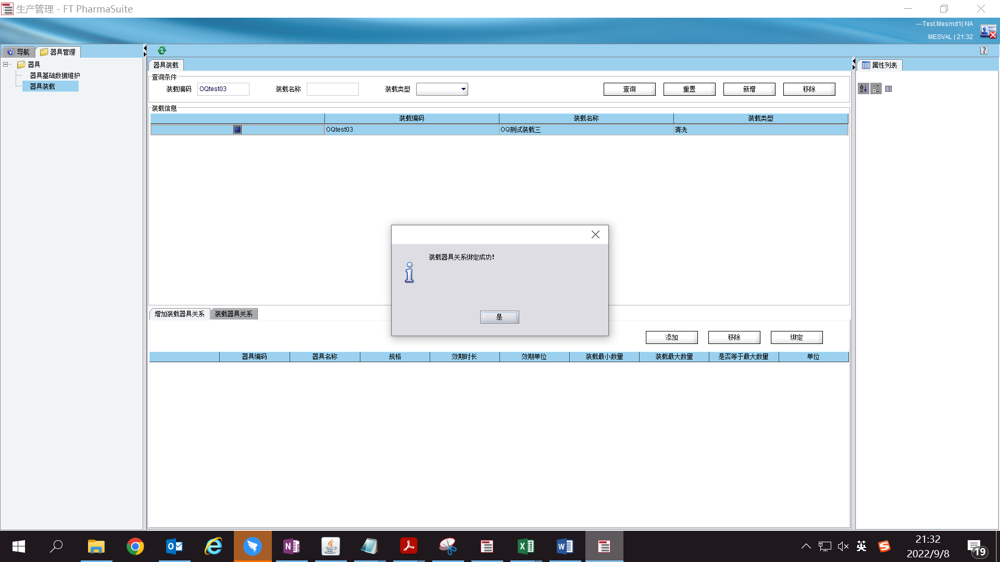 生产管理 - FT PharmaSuite
---Test.Mesmd1| NA
MESVAL | 21:32
导航
器具管理
器具
器具基础数据维护
器具装载
器具装载
查询条件
装载编码 OQtest03 装载名称 装载类型 查询 重置 新增 移除
装载信息
装载编码 装载名称 装载类型
OQtest03 OQ测试装载三 清洗
装载器具关系绑定成功!
是
增加装载器具关系 装载器具关系
添加 移除 绑定
器具编码 器具名称 规格 效期时长 效期单位 装载最小数量 装载最大数量 是否等于最大数量 单位
属性列表
英
21:32
2022/9/8
19